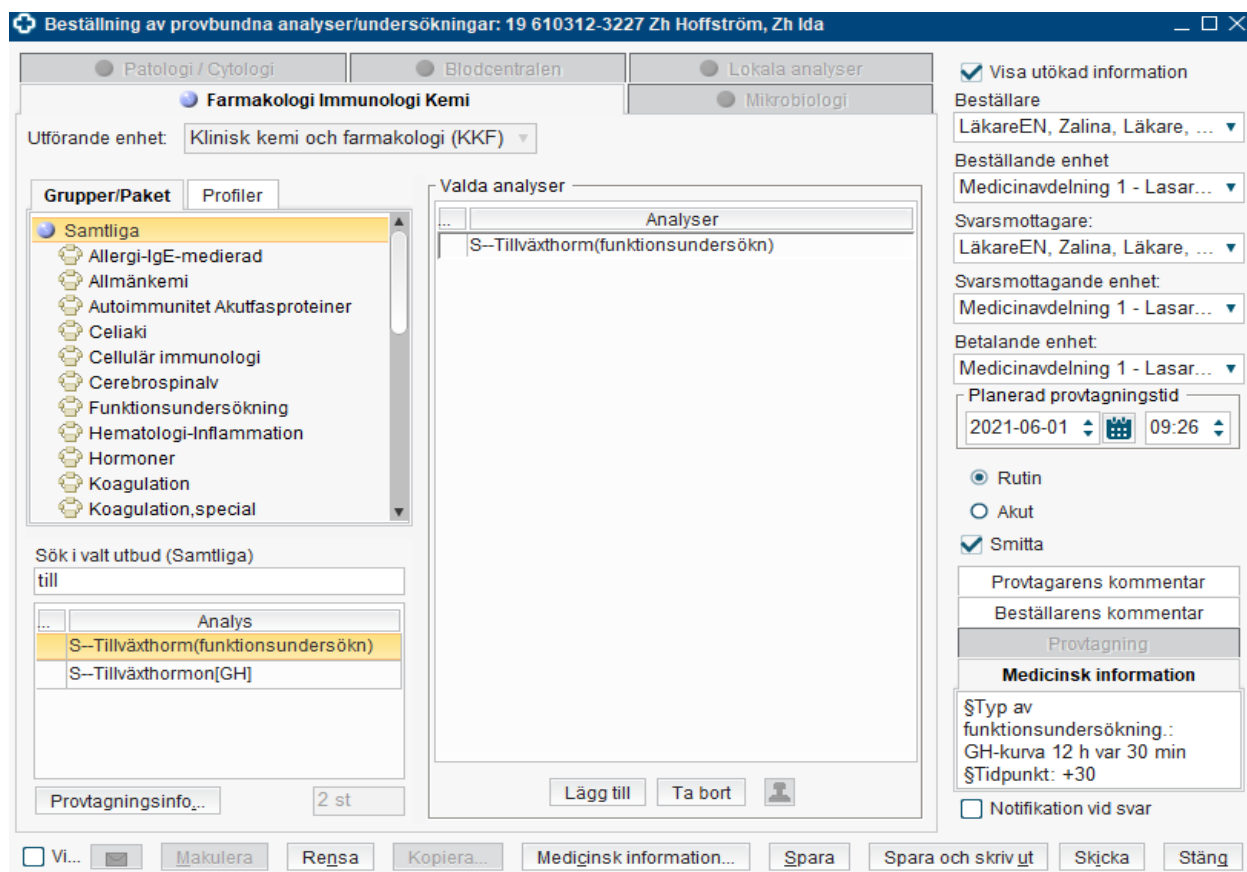 Beställning av provbundna analyser/undersökningar: 19 610312-3227 Zh Hoffström, Zh Ida
Patologi / Cytologi
Blodcentralen
Lokala analyser
Farmakologi Immunologi Kemi
Mikrobiologi
Utförande enhet:
Klinisk kemi och farmakologi (KKF)
Grupper/Paket
Profiler
Samtliga
Allergi-IgE-medierad
Allmänkemi
Autoimmunitet Akutfasproteiner
Celiaki
Cellulär immunologi
Cerebrospinalv
Funktionsundersökning
Hematologi-Inflammation
Hormoner
Koagulation
Koagulation,special
Sök i valt utbud (Samtliga)
till
... Analys
S--Tillväxthorm(funktionsundersökn)
S--Tillväxthormon[GH]
Provtagningsinfo...
2 st
Valda analyser
... Analyser
S--Tillväxthorm(funktionsundersökn)
Lägg till
Ta bort
Visa utökad information
Beställare
LäkareEN, Zalina, Läkare, ...
Beställande enhet
Medicinavdelning 1 - Lasar...
Svarsmottagare:
LäkareEN, Zalina, Läkare, ...
Svarsmottagande enhet:
Medicinavdelning 1 - Lasar...
Betalande enhet:
Medicinavdelning 1 - Lasar...
Planerad provtagningstid
2021-06-01
09:26
Rutin
Akut
Smitta
Provtagarens kommentar
Beställarens kommentar
Provtagning
Medicinsk information
§Typ av
funktionsundersökning.:
GH-kurva 12 h var 30 min
§Tidpunkt: +30
Notifikation vid svar
Vi...
Makulera
Rensa
Kopiera...
Medicinsk information...
Spara
Spara och skriv ut
Skicka
Stäng